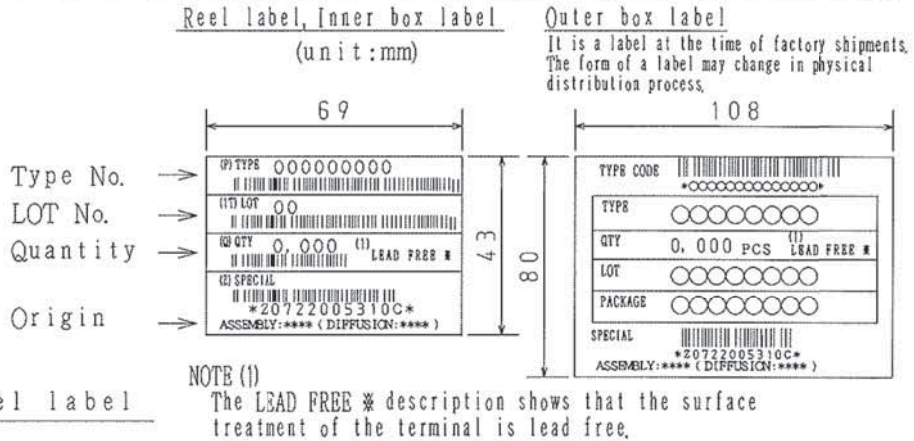 Reel label, Inner box label
(unit:mm)
Outer box label
It is a label at the time of factory shipments.
The form of a label may change in physical
distribution process.
69
108
Type No.
LOT No.
Quantity
Origin
(P) TYPE 000000000
(1T) LOT 00
(Q) QTY 0,000 (1) LEAD FREE ※
(Z) SPECIAL
*Z0722005310C*
ASSEMBLY:**** ( DIFFUSION:**** )
43
80
TYPE CODE
*○○○○○○○○○○○○○○*
TYPE ○○○○○○○○
QTY 0,000 PCS (1) LEAD FREE ※
LOT ○○○○○○○○
PACKAGE ○○○○○○○○
SPECIAL
*Z0722005310C*
ASSEMBLY:**** ( DIFFUSION:**** )
NOTE (1)
The LEAD FREE ※ description shows that the surface
treatment of the terminal is lead free.
el label